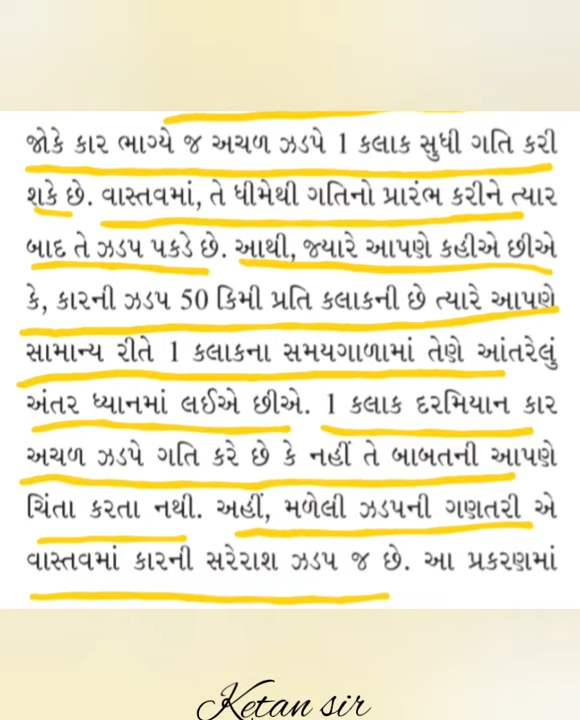 જોકે કાર ભાગ્યે જ અચળ ઝડપે 1 કલાક સુધી ગતિ કરી
શકે છે. વાસ્તવમાં, તે ધીમેથી ગતિનો પ્રારંભ કરીને ત્યાર
બાદ તે ઝડપ પકડે છે. આથી, જ્યારે આપણે કહીએ છીએ
કે, કારની ઝડપ 50 કિમી પ્રતિ કલાકની છે ત્યારે આપણે
સામાન્ય રીતે 1 કલાકના સમયગાળામાં તેણે આંતરેલું
અંતર ધ્યાનમાં લઈએ છીએ. 1 કલાક દરમિયાન કાર
અચળ ઝડપે ગતિ કરે છે કે નહીં તે બાબતની આપણે
ચિંતા કરતા નથી. અહીં, મળેલી ઝડપની ગણતરી એ
વાસ્તવમાં કારની સરેરાશ ઝડપ જ છે. આ પ્રકરણમાં
Ketan sir